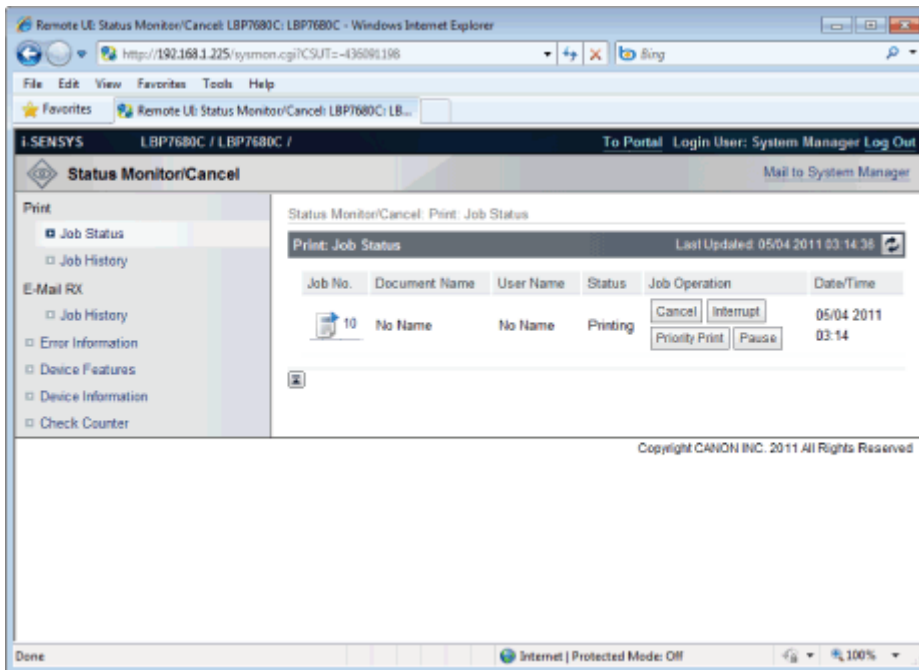 Remote UI: Status Monitor/Cancel: LBP7680C: LBP7680C - Windows Internet Explorer
http://192.168.1.225/sysmon.cgi?CSUT=-436091198
Bing
File Edit View Favorites Tools Help
Favorites Remote UI: Status Monitor/Cancel: LBP7680C: LB...
i-SENSYS LBP7680C / LBP7680C / To Portal Login User: System Manager Log Out
Status Monitor/Cancel Mail to System Manager
Print
Job Status
Job History
E-Mail RX
Job History
Error Information
Device Features
Device Information
Check Counter
Status Monitor/Cancel: Print: Job Status
Print: Job Status Last Updated: 05/04 2011 03:14:36
Job No. Document Name User Name Status Job Operation Date/Time
10 No Name No Name Printing Cancel Interrupt 05/04 2011
Priority Print Pause 03:14
Copyright CANON INC. 2011 All Rights Reserved
Done Internet | Protected Mode: Off 100%